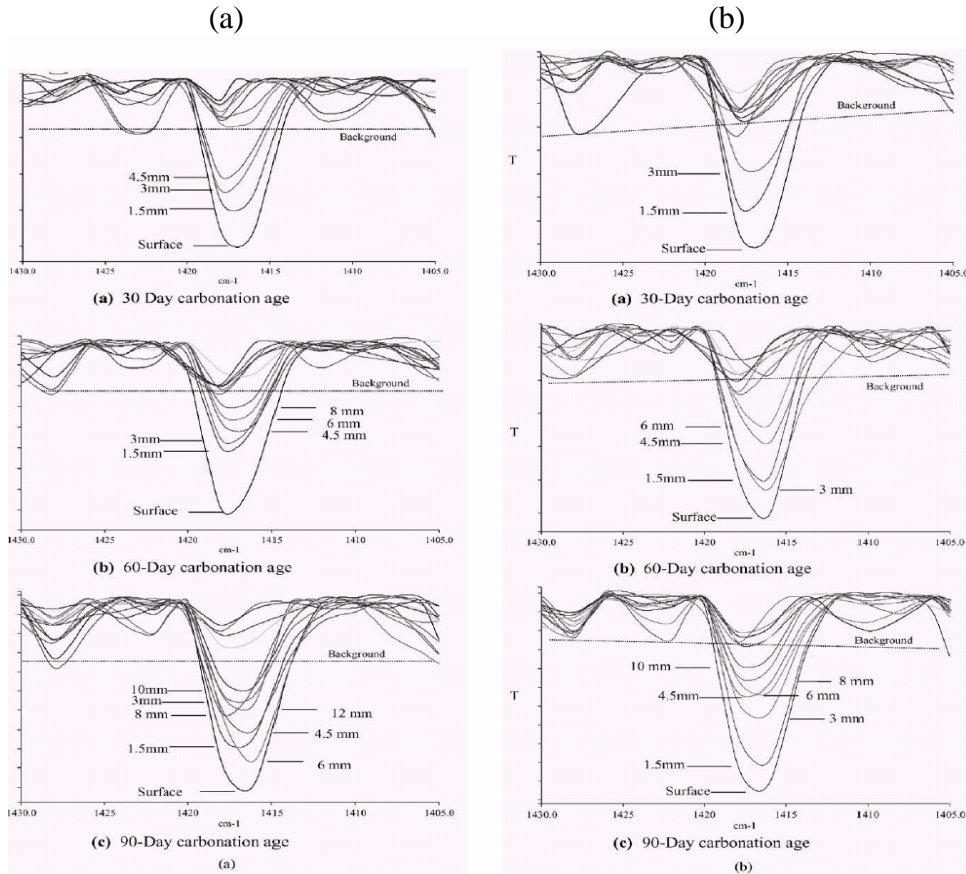 (a)
(b)
Background
4.5mm
3mm
1.5mm
Surface
1430.0 1425 1420 1415 1410 1405.0
cm-1
(a) 30 Day carbonation age
Background
8 mm
6 mm
4.5 mm
3mm
1.5mm
Surface
1430.0 1425 1420 1415 1410 1405.0
cm-1
(b) 60-Day carbonation age
Background
10mm
3mm
8 mm
12 mm
4.5 mm
1.5mm
6 mm
Surface
1430.0 1425 1420 1415 1410 1405.0
cm-1
(c) 90-Day carbonation age
(a)
Background
T
3mm
1.5mm
Surface
1430.0 1425 1420 1415 1410 1405.0
cm-1
(a) 30-Day carbonation age
Background
6 mm
T
4.5mm
1.5mm
3 mm
Surface
1430.0 1425 1420 1415 1410 1405.0
cm-1
(b) 60-Day carbonation age
Background
10 mm
8 mm
T
4.5mm
6 mm
3 mm
1.5mm
Surface
1430.0 1425 1420 1415 1410 1405.0
cm-1
(c) 90-Day carbonation age
(b)